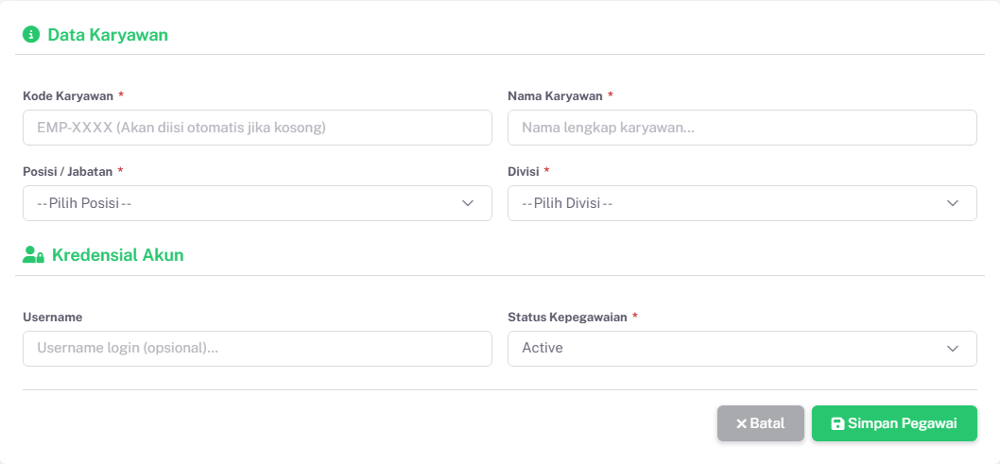 Data Karyawan
Kode Karyawan *
Nama Karyawan *
EMP-XXXX (Akan diisi otomatis jika kosong)
Nama lengkap karyawan...
Posisi / Jabatan *
Divisi *
-- Pilih Posisi --
-- Pilih Divisi --
Kredensial Akun
Username
Status Kepegawaian *
Username login (opsional)...
Active
Batal
Simpan Pegawai